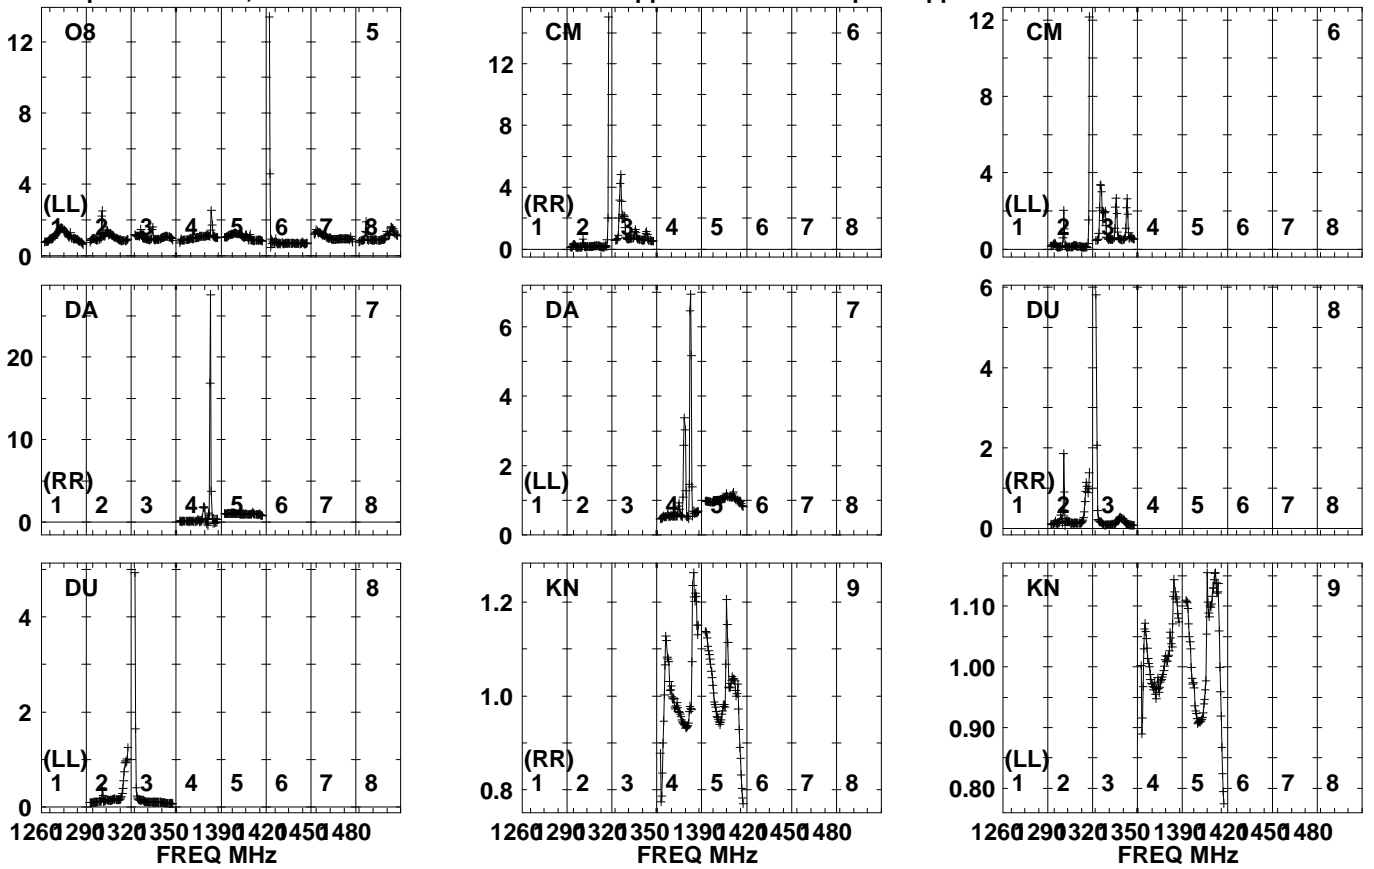 O8 5
12
8
4
0
(LL)
1 2 3 4 5 6 7 8
CM 6
12
8
4
0
(RR)
1 2 3 4 5 6 7 8
CM 6
12
8
4
0
(LL)
1 2 3 4 5 6 7 8
DA 7
20
10
0
(RR)
1 2 3 4 5 6 7 8
DA 7
6
4
2
0
(LL)
1 2 3 4 5 6 7 8
DU 8
6
4
2
0
(RR)
1 2 3 4 5 6 7 8
DU 8
4
2
0
(LL)
1 2 3 4 5 6 7 8
1260 1290 1320 1350 1390 1420 1450 1480
FREQ MHz
KN 9
1.2
1.0
0.8
(RR)
1 2 3 4 5 6 7 8
1260 1290 1320 1350 1390 1420 1450 1480
FREQ MHz
KN 9
1.10
1.00
0.90
0.80
(LL)
1 2 3 4 5 6 7 8
1260 1290 1320 1350 1390 1420 1450 1480
FREQ MHz